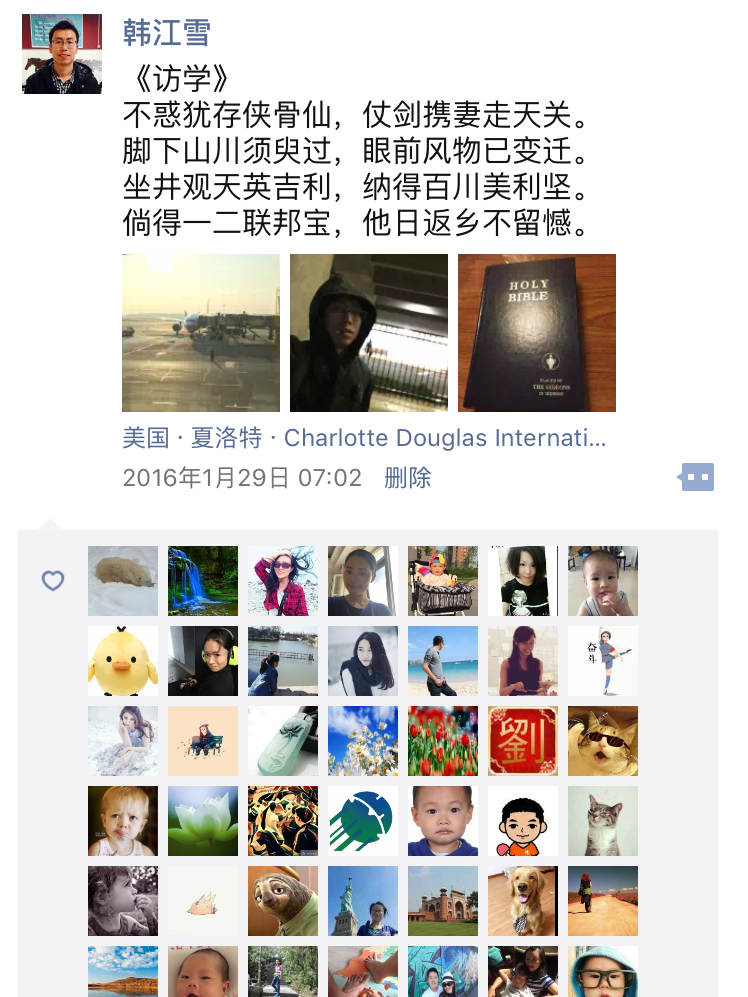 韩江雪
《访学》
不惑犹存侠骨仙，仗剑携妻走天关。
脚下山川须臾过，眼前风物已变迁。
坐井观天英吉利，纳得百川美利坚。
倘得一二联邦宝，他日返乡不留憾。
HOLY
BIBLE
PLACED BY
THE GIDEONS
美国 · 夏洛特 · Charlotte Douglas Internati...
2016年1月29日 07:02 删除
奋
斗
劉